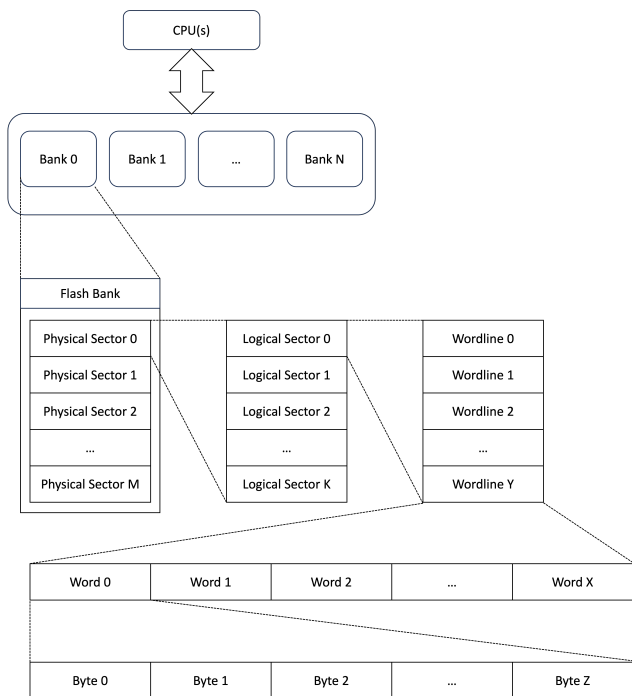 CPU(s)
Bank 0 Bank 1 ... Bank N
Flash Bank
Physical Sector 0 Logical Sector 0 Wordline 0
Physical Sector 1 Logical Sector 1 Wordline 1
Physical Sector 2 Logical Sector 2 Wordline 2
... ... ...
Physical Sector M Logical Sector K Wordline Y
Word 0 Word 1 Word 2 ... Word X
Byte 0 Byte 1 Byte 2 ... Byte Z